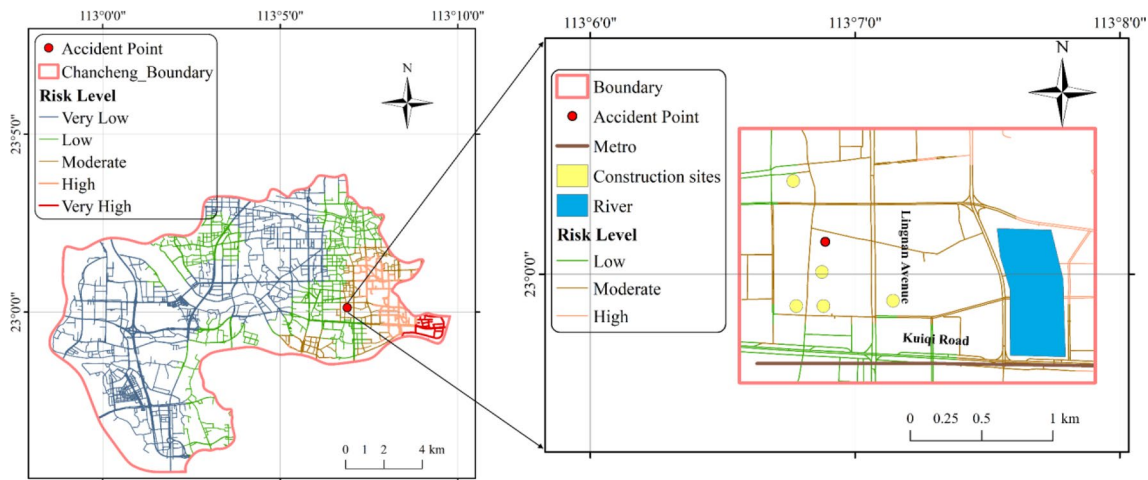 113°0'0"
113°5'0"
113°10'0"
23°5'0"
23°0'0"
Accident Point
Chancheng_Boundary
Risk Level
Very Low
Low
Moderate
High
Very High
N
0 1 2 4 km
113°6'0"
113°7'0"
113°8'0"
23°0'0"
Boundary
Accident Point
Metro
Construction sites
River
Risk Level
Low
Moderate
High
N
Lingnan Avenue
Kuiqi Road
0 0.25 0.5 1 km